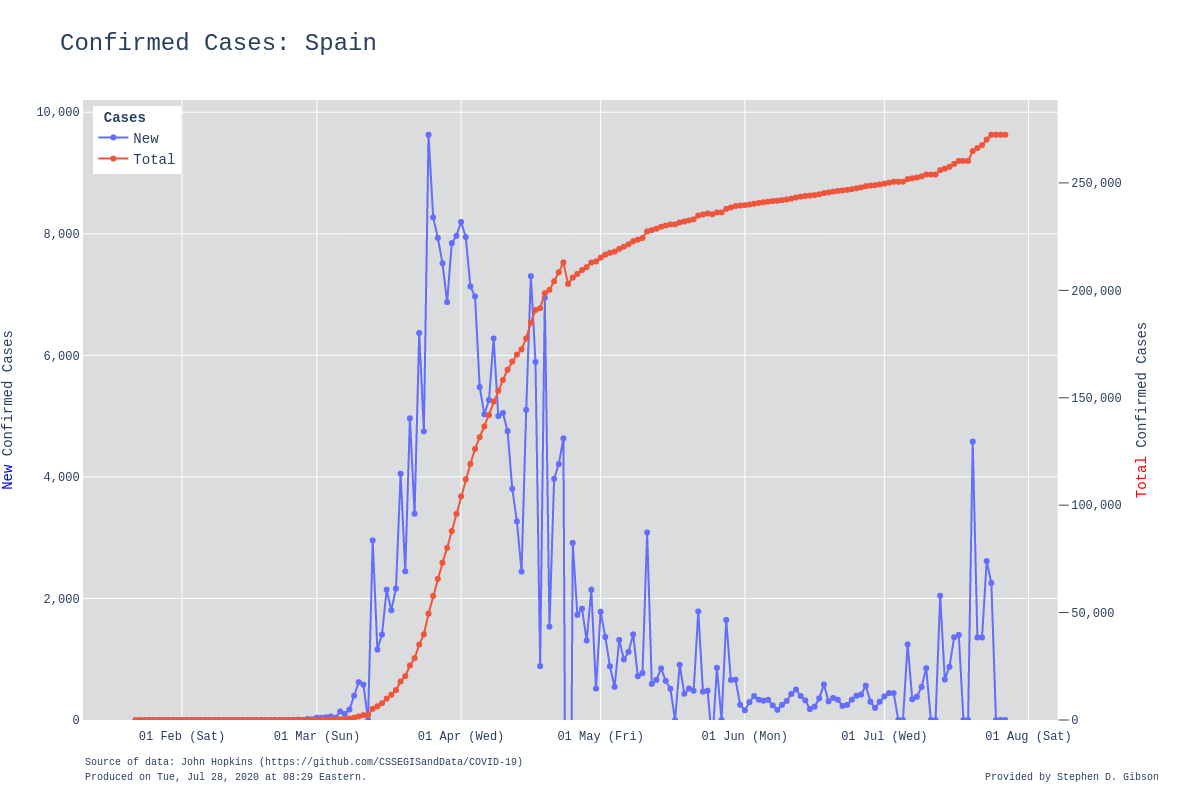 Confirmed Cases: Spain
Cases
New
Total
10,000
8,000
6,000
4,000
2,000
0
250,000
200,000
150,000
100,000
50,000
0
New Confirmed Cases
Total Confirmed Cases
01 Feb (Sat) 01 Mar (Sun) 01 Apr (Wed) 01 May (Fri) 01 Jun (Mon) 01 Jul (Wed) 01 Aug (Sat)
Source of data: John Hopkins (https://github.com/CSSEGISandData/COVID-19)
Produced on Tue, Jul 28, 2020 at 08:29 Eastern.
Provided by Stephen D. Gibson